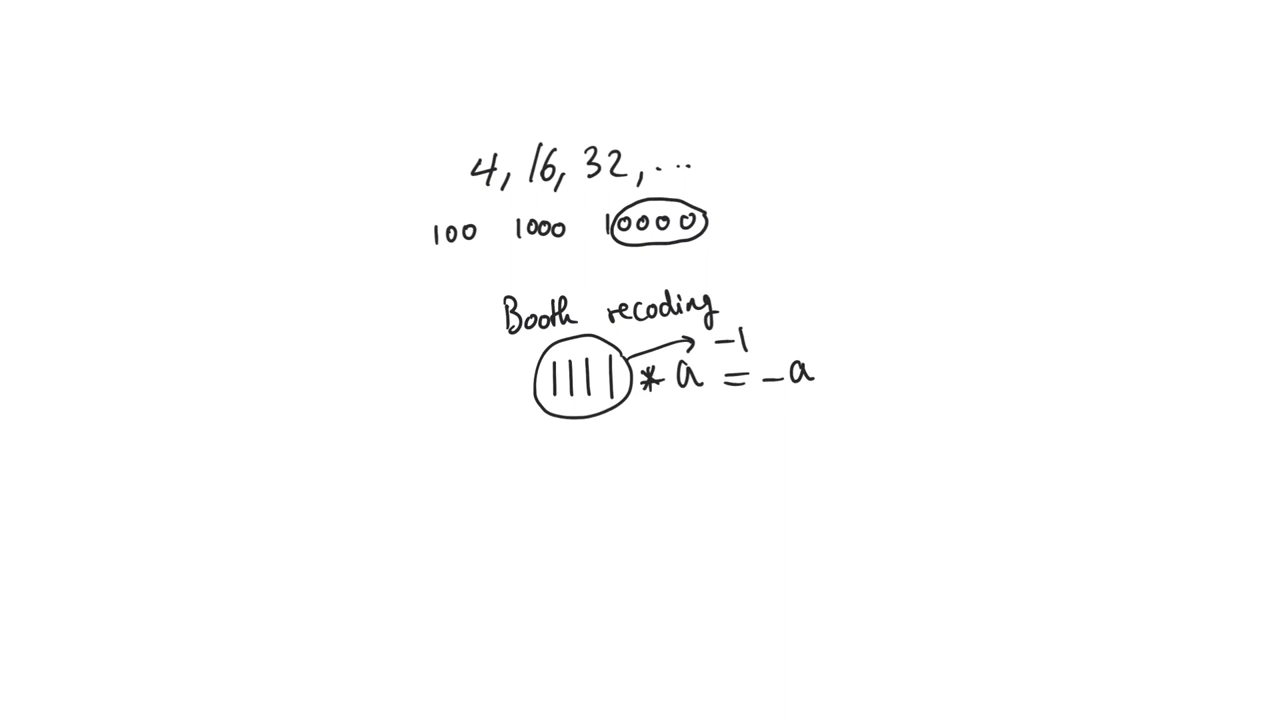 4, 16, 32, ...
100 1000 10000
Booth recoding
-1
1111 * a = -a